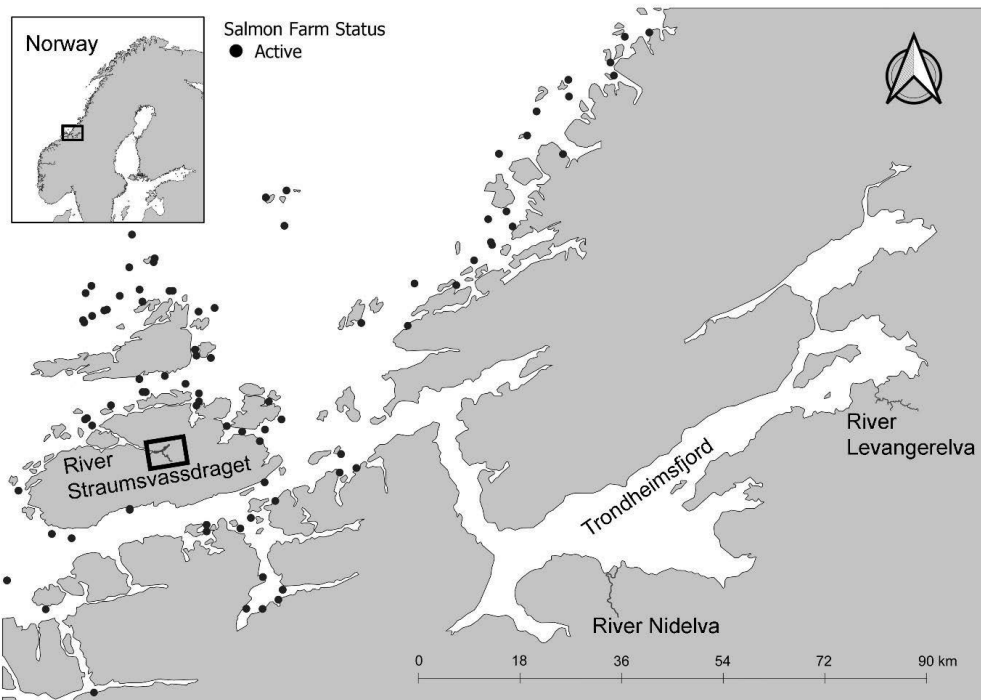 Norway
Salmon Farm Status
Active
River
Straumsvassdraget
Trondheimsfjord
River
Levangerelva
River Nidelva
0 18 36 54 72 90 km